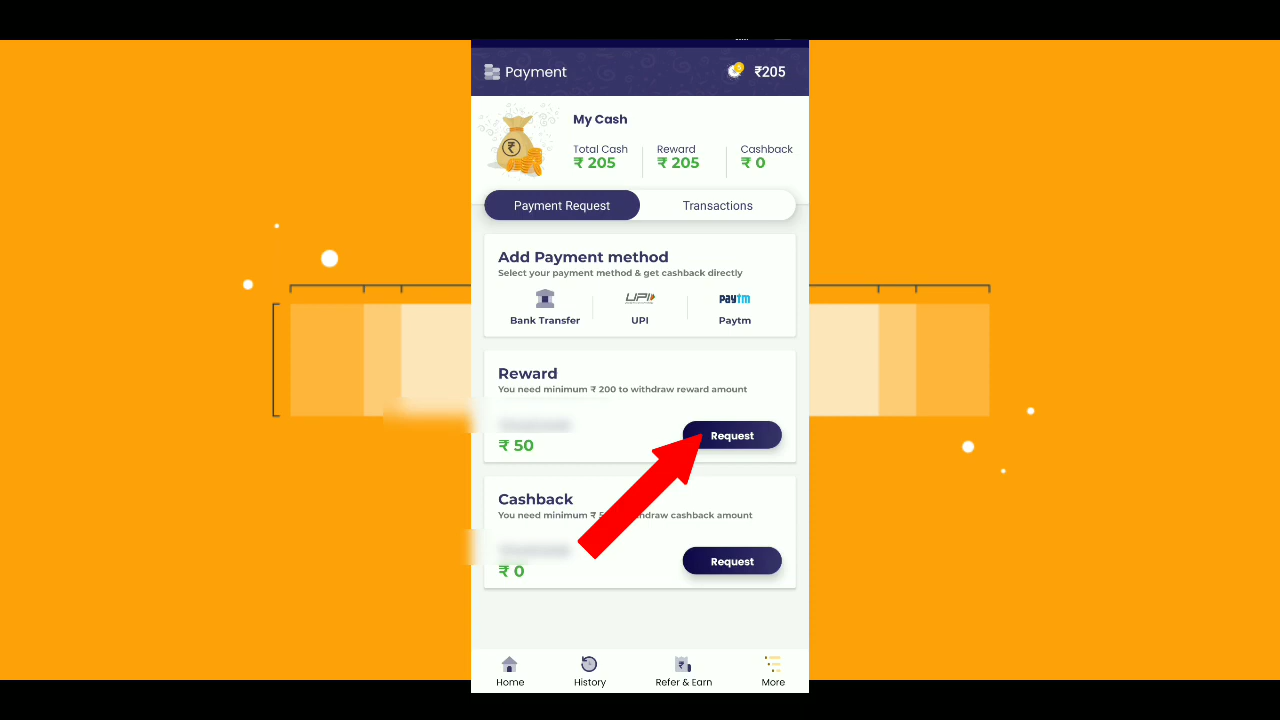 Payment
₹205
My Cash
Total Cash Reward Cashback
₹ 205 ₹ 205 ₹ 0
Payment Request Transactions
Add Payment method
Select your payment method & get cashback directly
UPI Paytm
Bank Transfer UPI Paytm
Reward
You need minimum ₹ 200 to withdraw reward amount
Request
₹ 50
Cashback
You need minimum ₹ cashback amount
Request
₹ 0
Home History Refer & Earn More